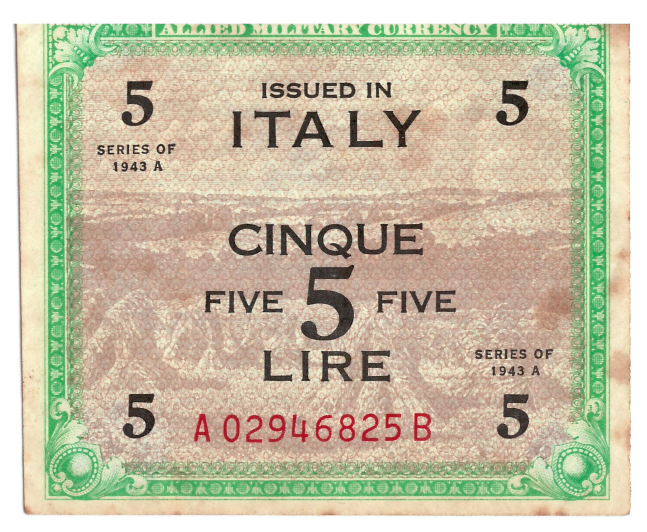 ALLIED MILITARY CURRENCY
5 ISSUED IN 5
ITALY
SERIES OF
1943 A
CINQUE
FIVE 5 FIVE
LIRE
SERIES OF
1943 A
5 A02946825B 5